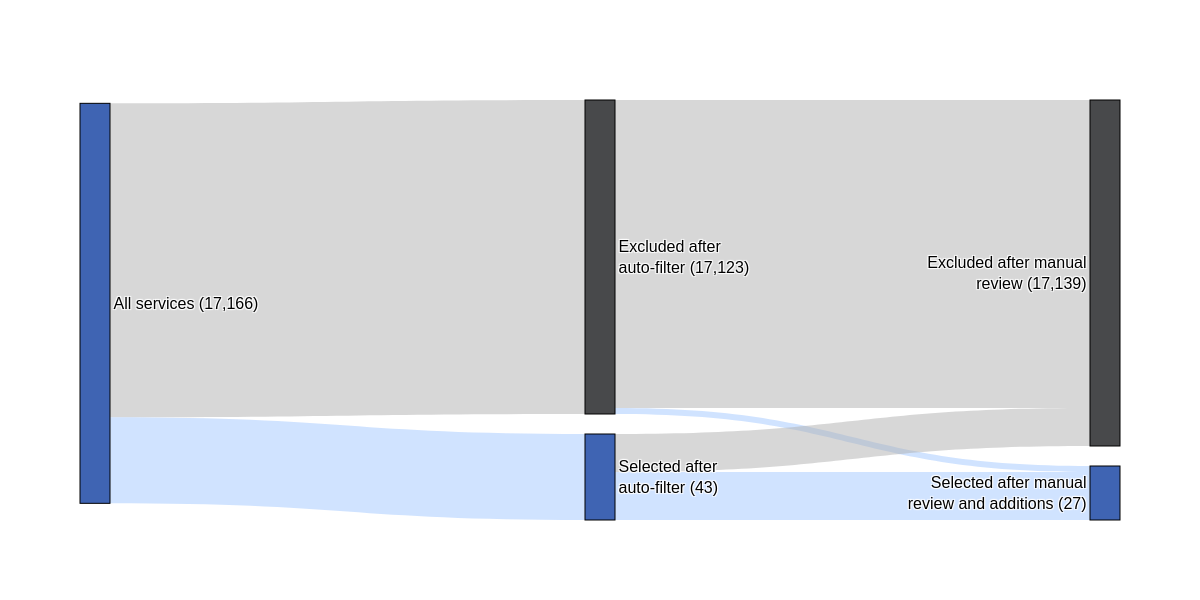 All services (17,166)
Excluded after
auto-filter (17,123)
Selected after
auto-filter (43)
Excluded after manual
review (17,139)
Selected after manual
review and additions (27)